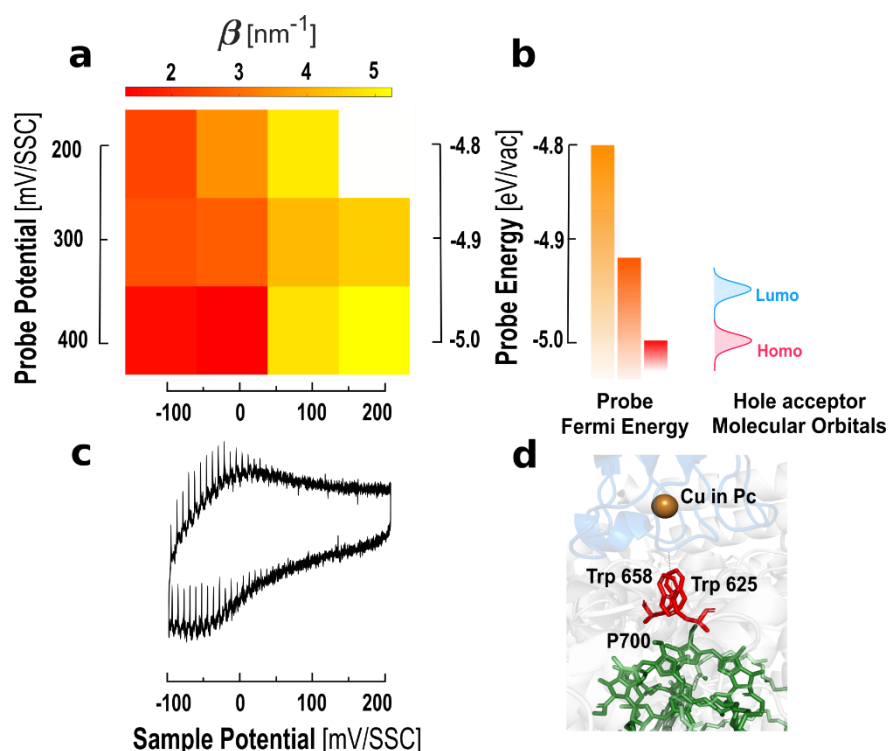 β [nm⁻¹]
a
2 3 4 5
Probe Potential [mV/SSC]
200
300
400
-4.8
-4.9
-5.0
-100 0 100 200
b
Probe Energy [eV/vac]
-4.8
-4.9
-5.0
Lumo
Homo
Probe
Fermi Energy
Hole acceptor
Molecular Orbitals
c
-100 0 100 200
Sample Potential [mV/SSC]
d
Cu in Pc
Trp 658
Trp 625
P700